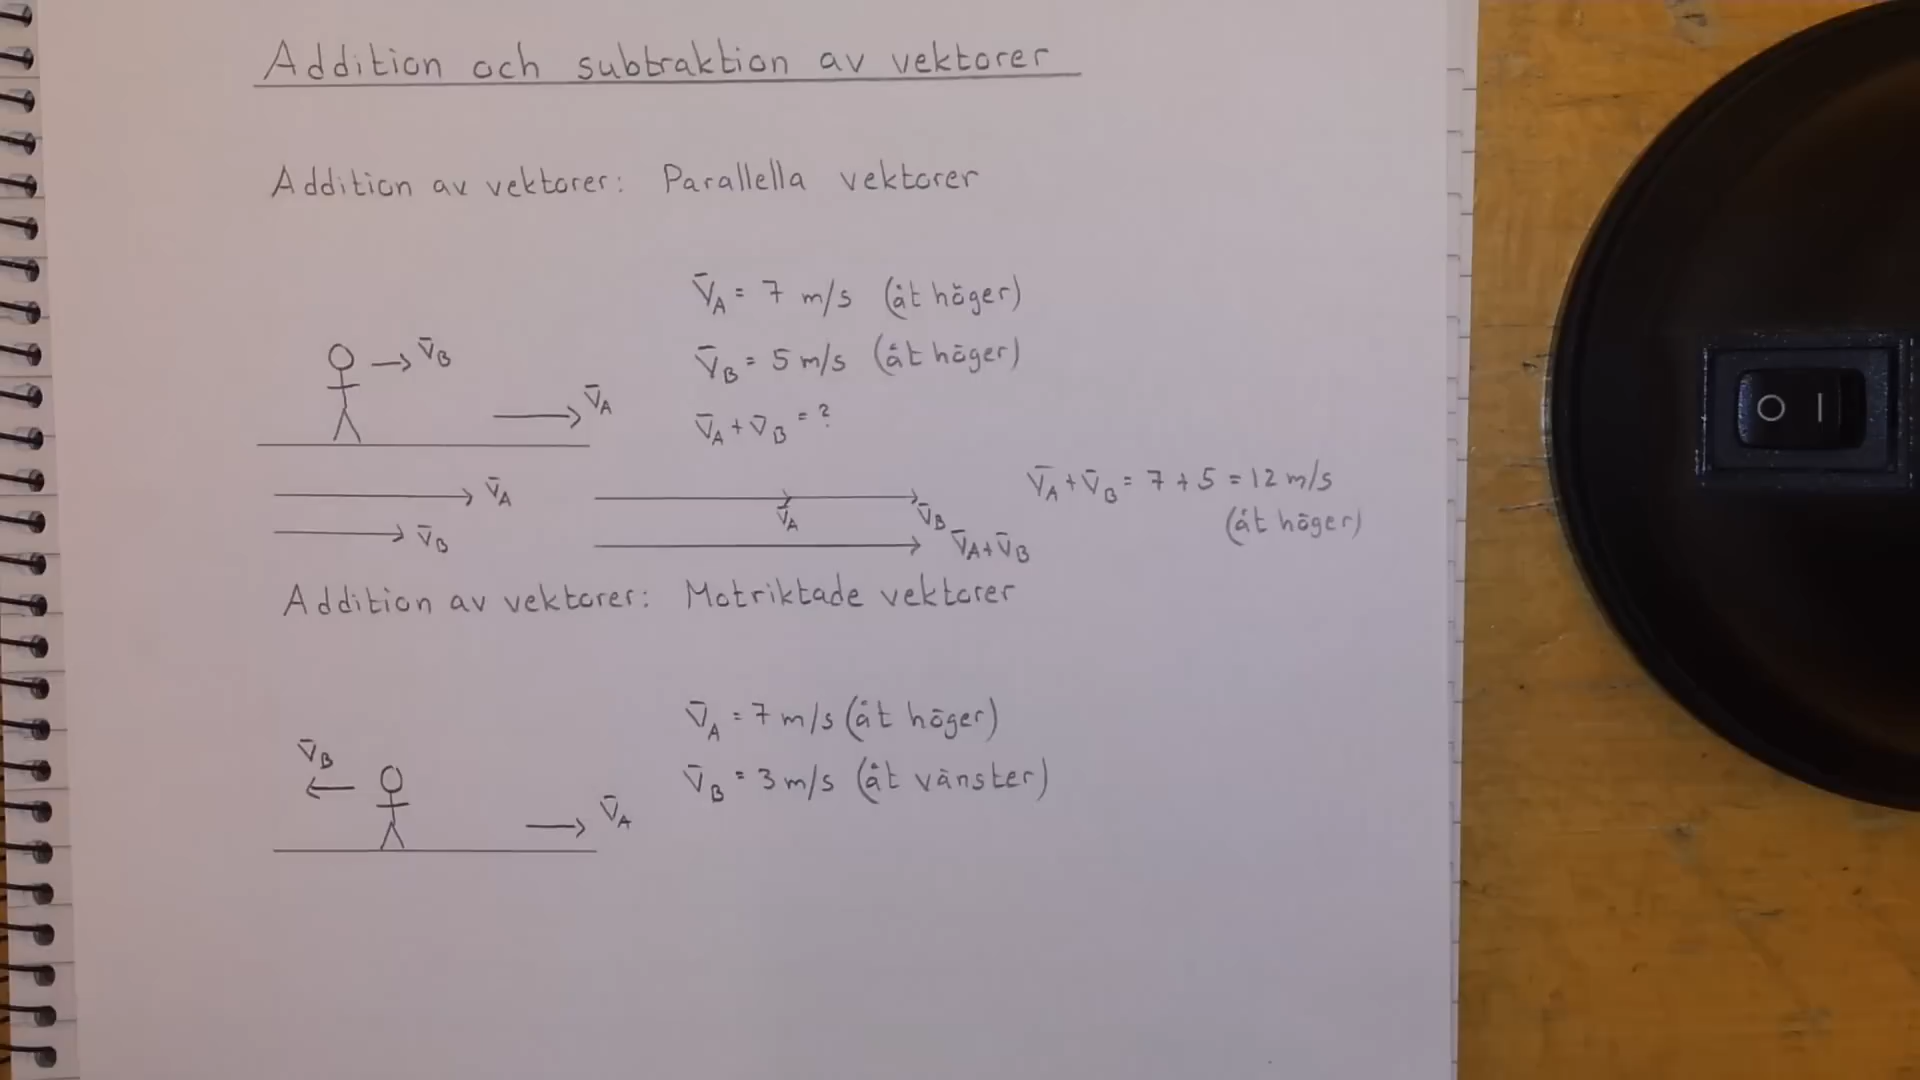 Addition och subtraktion av vektorer
Addition av vektorer: Parallella vektorer
V̄A = 7 m/s (åt höger)
V̄B = 5 m/s (åt höger)
V̄A + V̄B = ?
V̄B
V̄A
V̄A
V̄B
V̄A
V̄B
V̄A+V̄B
V̄A + V̄B = 7 + 5 = 12 m/s
(åt höger)
Addition av vektorer: Motriktade vektorer
V̄A = 7 m/s (åt höger)
V̄B = 3 m/s (åt vänster)
V̄B
V̄A
O I